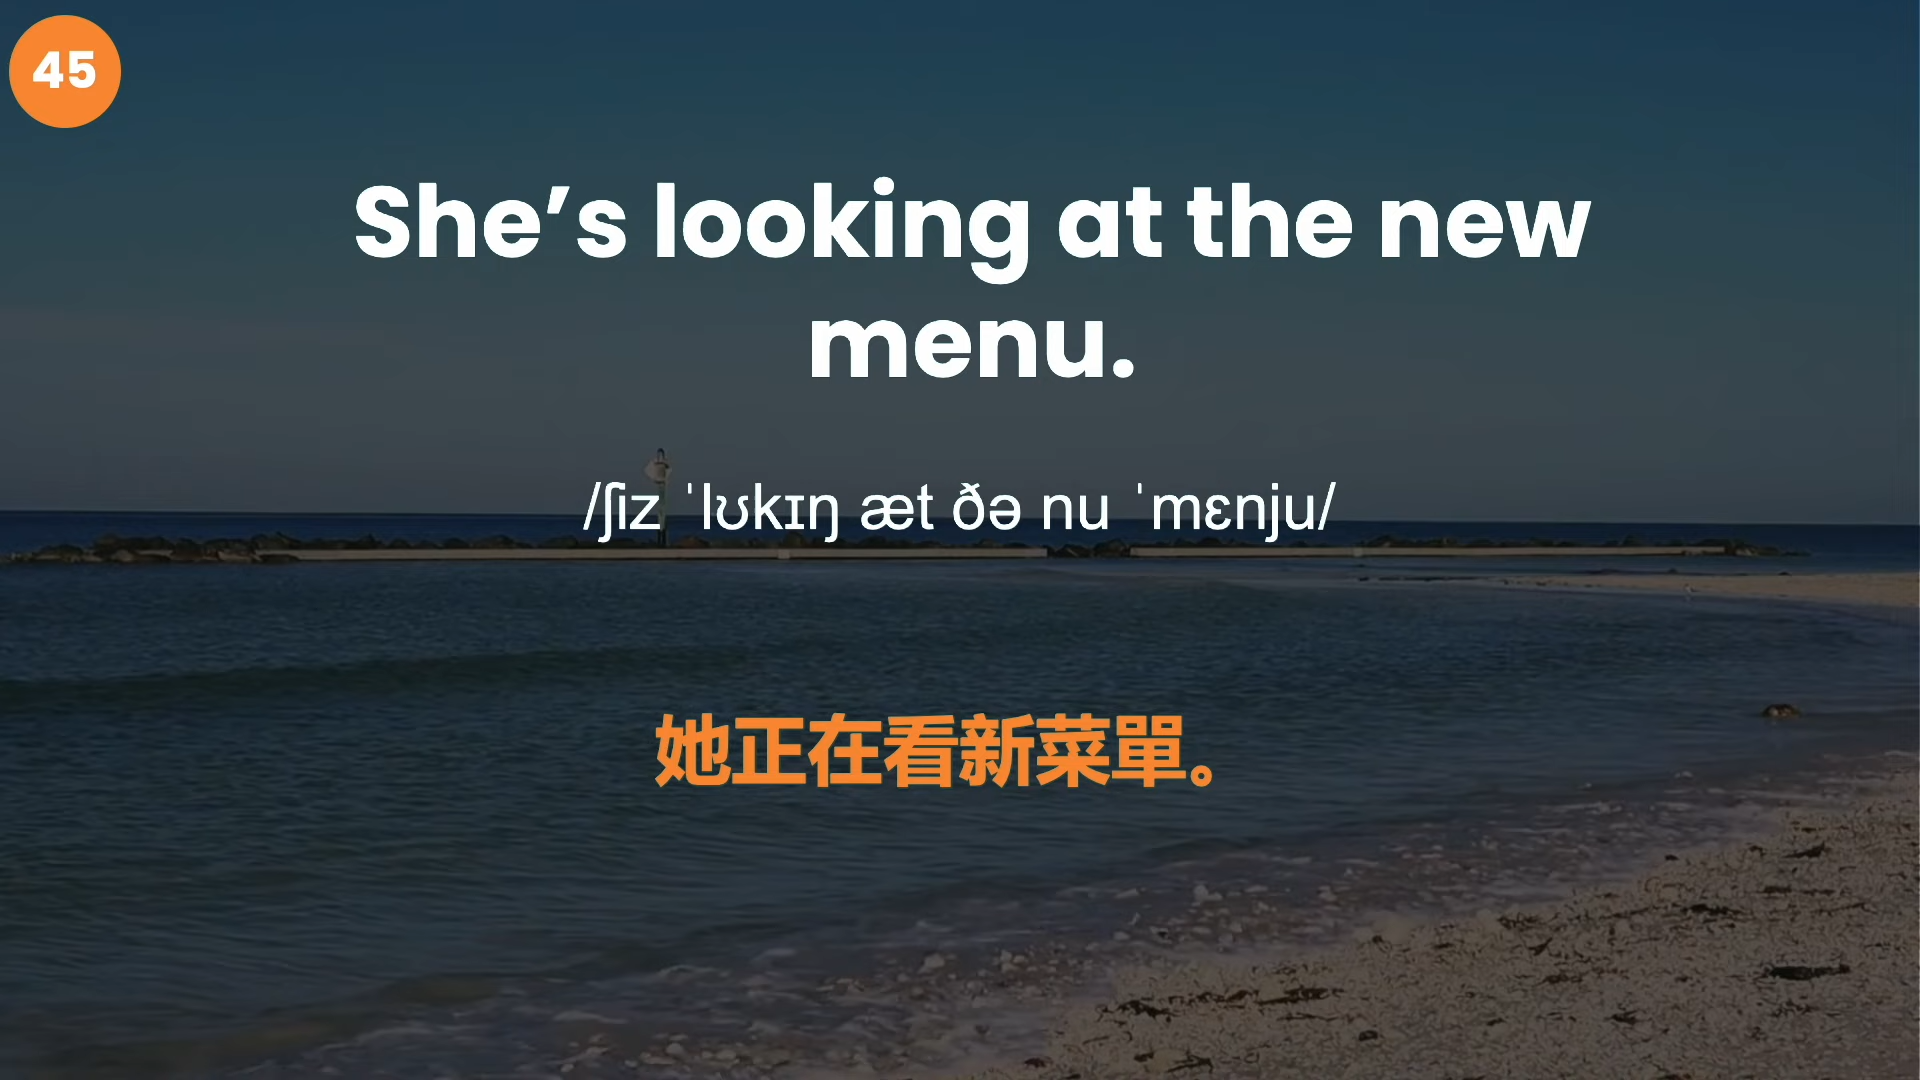 45
She’s looking at the new
menu.
/ʃiz ˈlʊkɪŋ æt ðə nu ˈmɛnju/
她正在看新菜單。